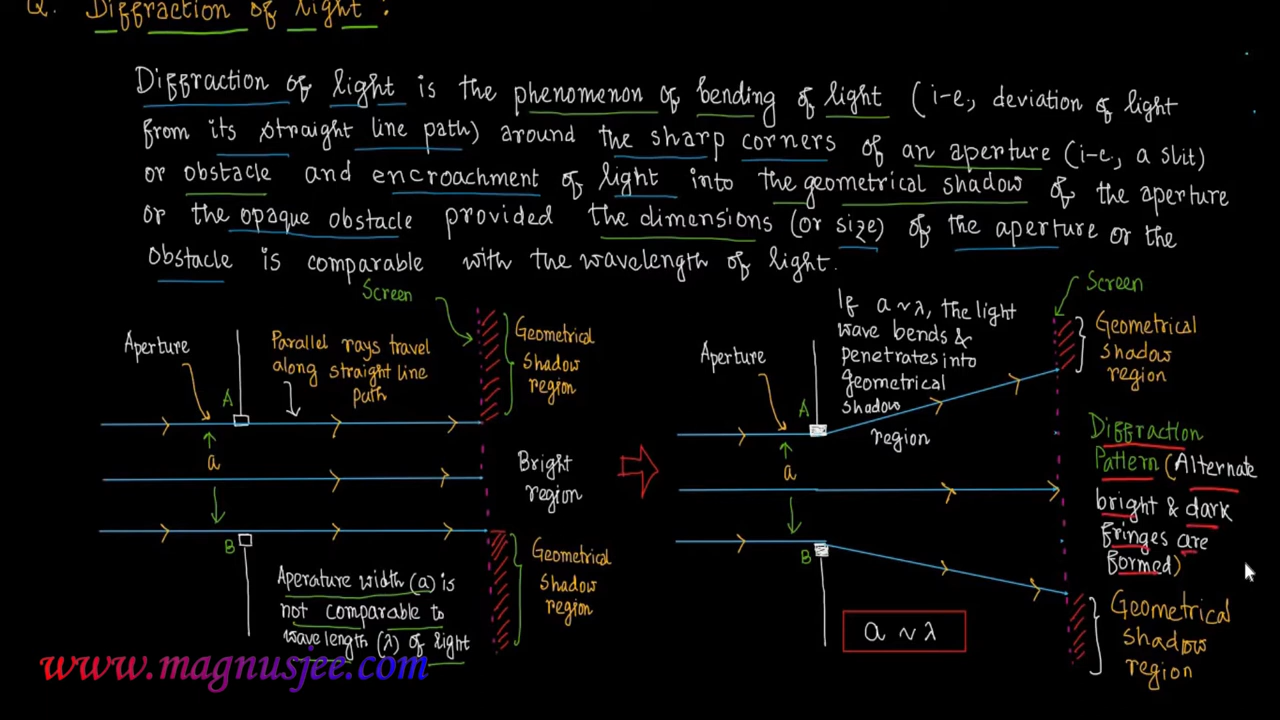 Q. Diffraction of light :
Diffraction of light is the phenomenon of bending of light (i-e, deviation of light
from its straight line path) around the sharp corners of an aperture (i-e., a slit)
or obstacle and encroachment of light into the geometrical shadow of the aperture
or the opaque obstacle provided the dimensions (or size) of the aperture or the
obstacle is comparable with the wavelength of light.
Screen
Geometrical
shadow
region
Aperture
Parallel rays travel
along straight line
path
A
a
B
Bright
region
Geometrical
shadow
region
Aperature width (a) is
not comparable to
wavelength (λ) of light
If a ~ λ, the light
wave bends &
penetrates into
geometrical
shadow
region
Screen
Geometrical
shadow
region
Aperture
A
a
B
Diffraction
Pattern (Alternate
bright & dark
fringes are
formed)
a ~ λ
Geometrical
shadow
region
www.magnusjee.com